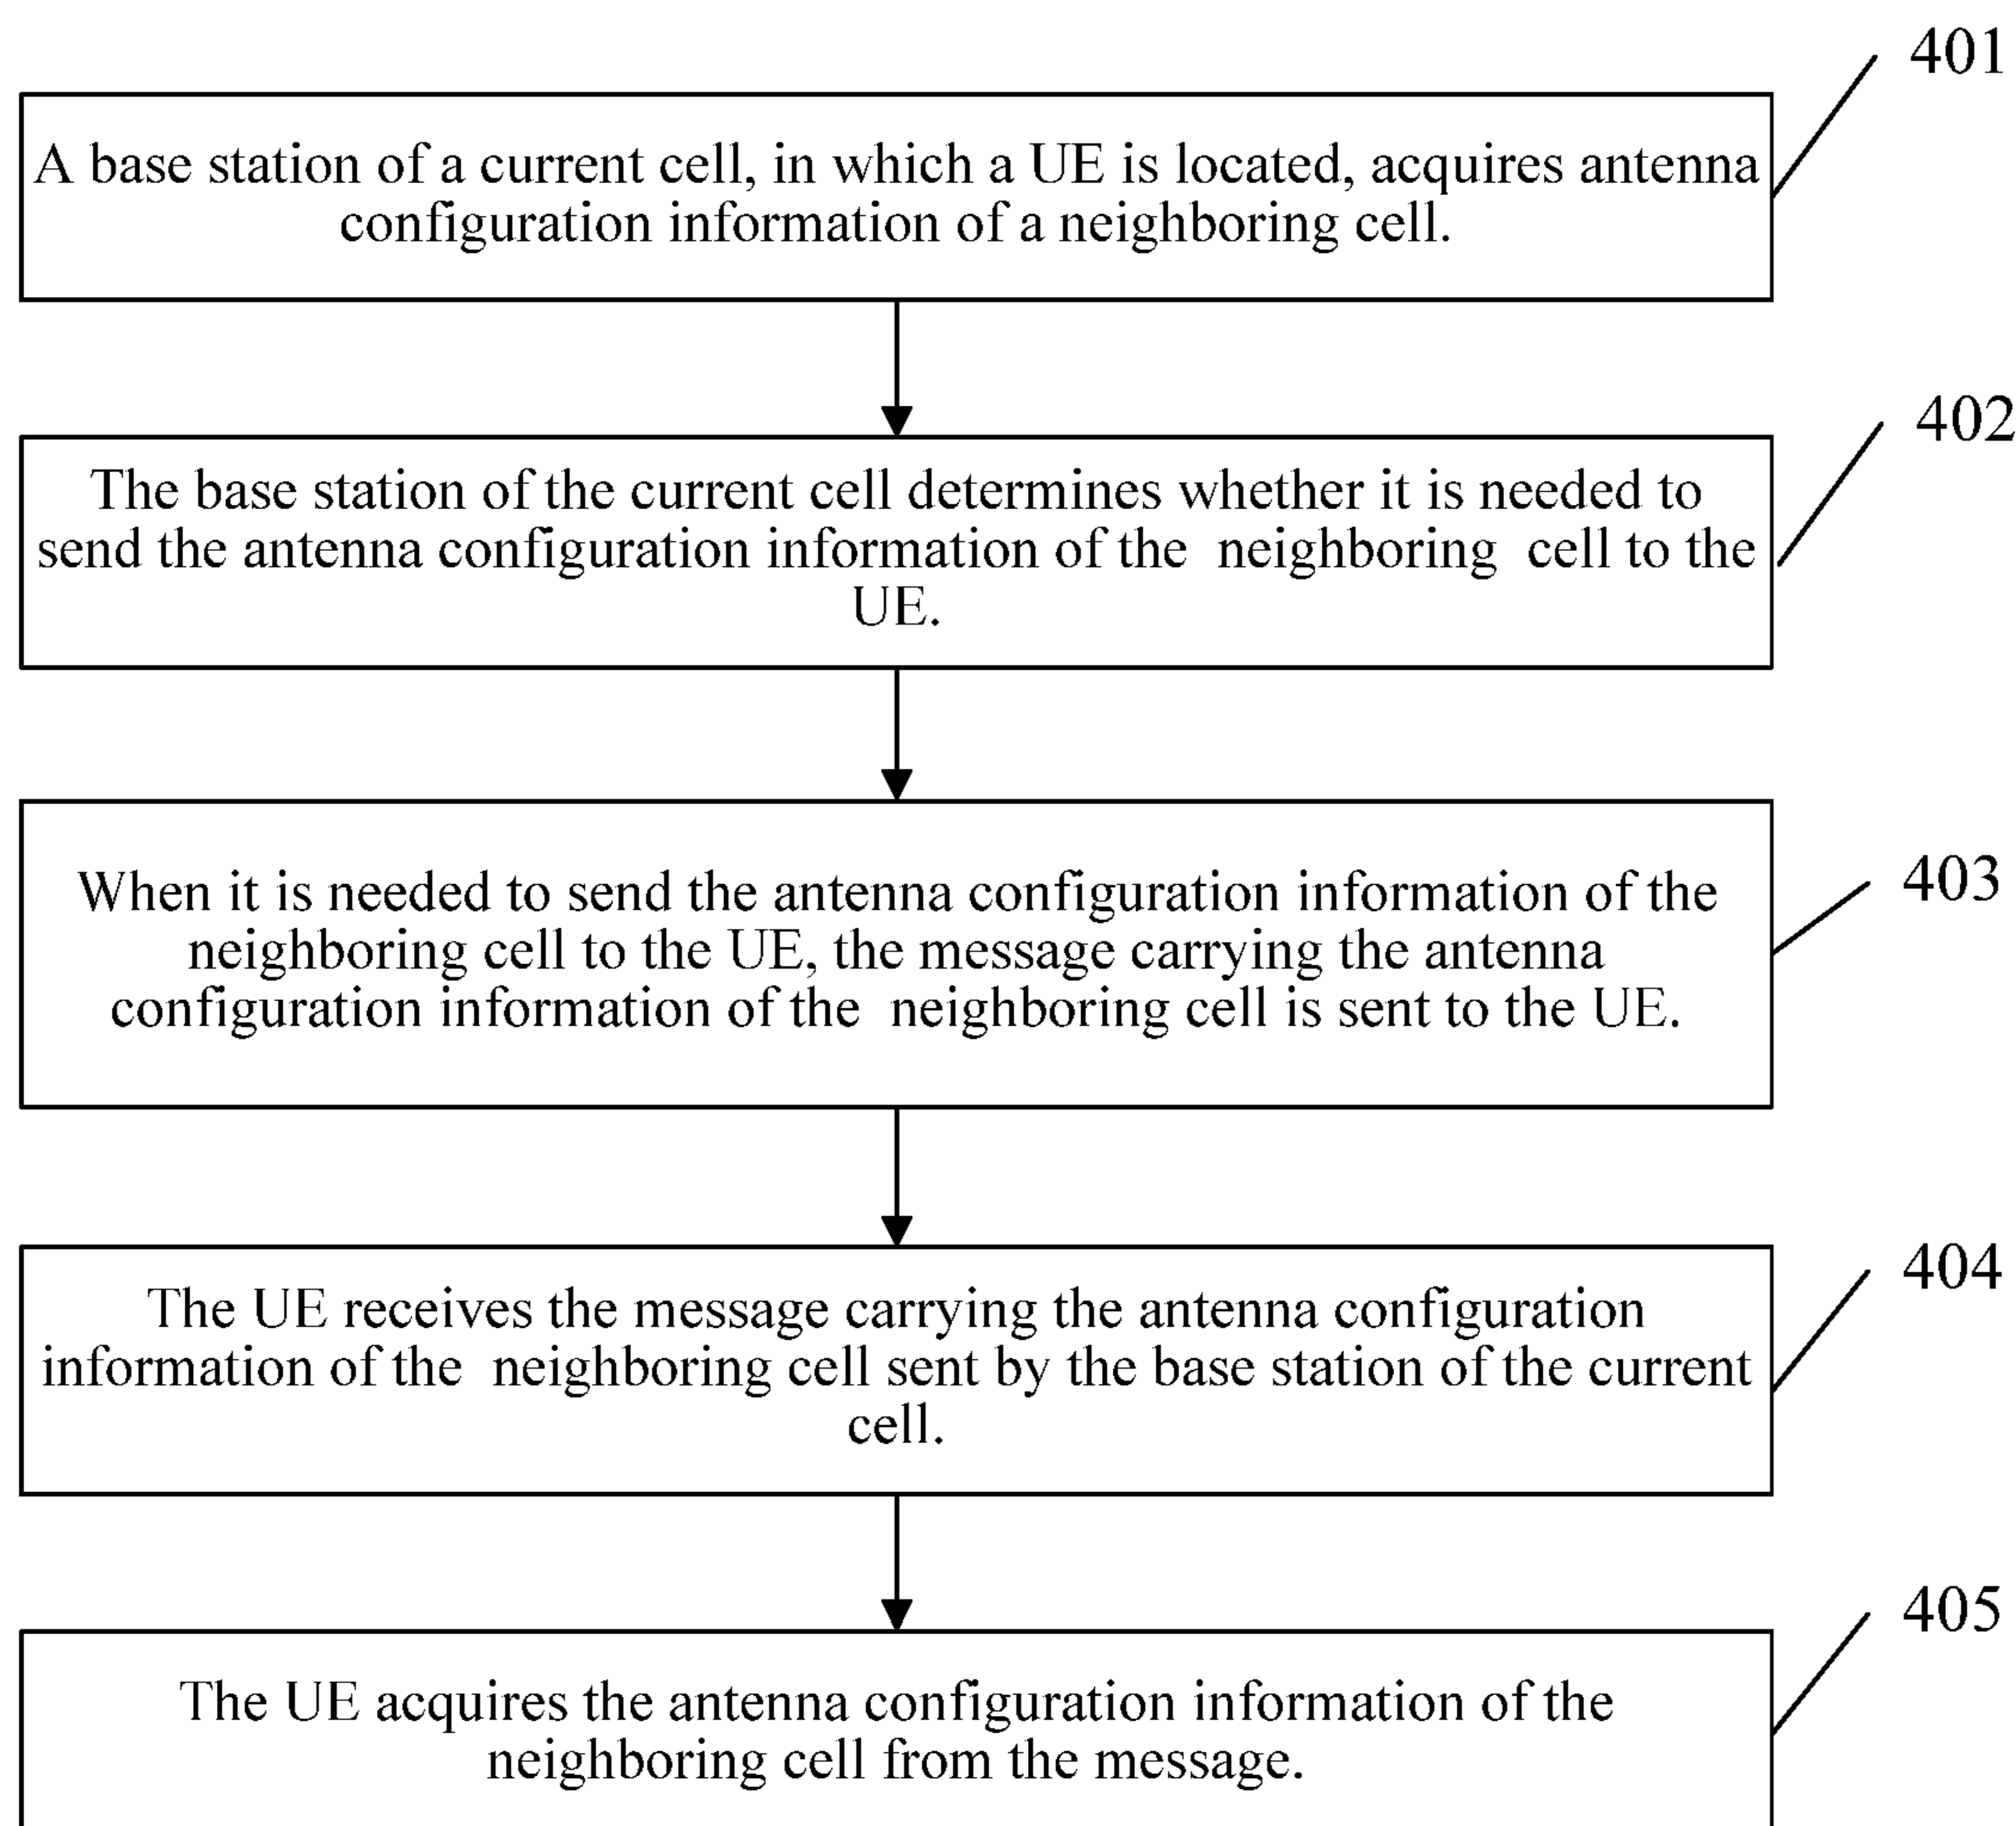 401
A base station of a current cell, in which a UE is located, acquires antenna
configuration information of a neighboring cell.
402
The base station of the current cell determines whether it is needed to
send the antenna configuration information of the neighboring cell to the
UE.
403
When it is needed to send the antenna configuration information of the
neighboring cell to the UE, the message carrying the antenna
configuration information of the neighboring cell is sent to the UE.
404
The UE receives the message carrying the antenna configuration
information of the neighboring cell sent by the base station of the current
cell.
405
The UE acquires the antenna configuration information of the
neighboring cell from the message.